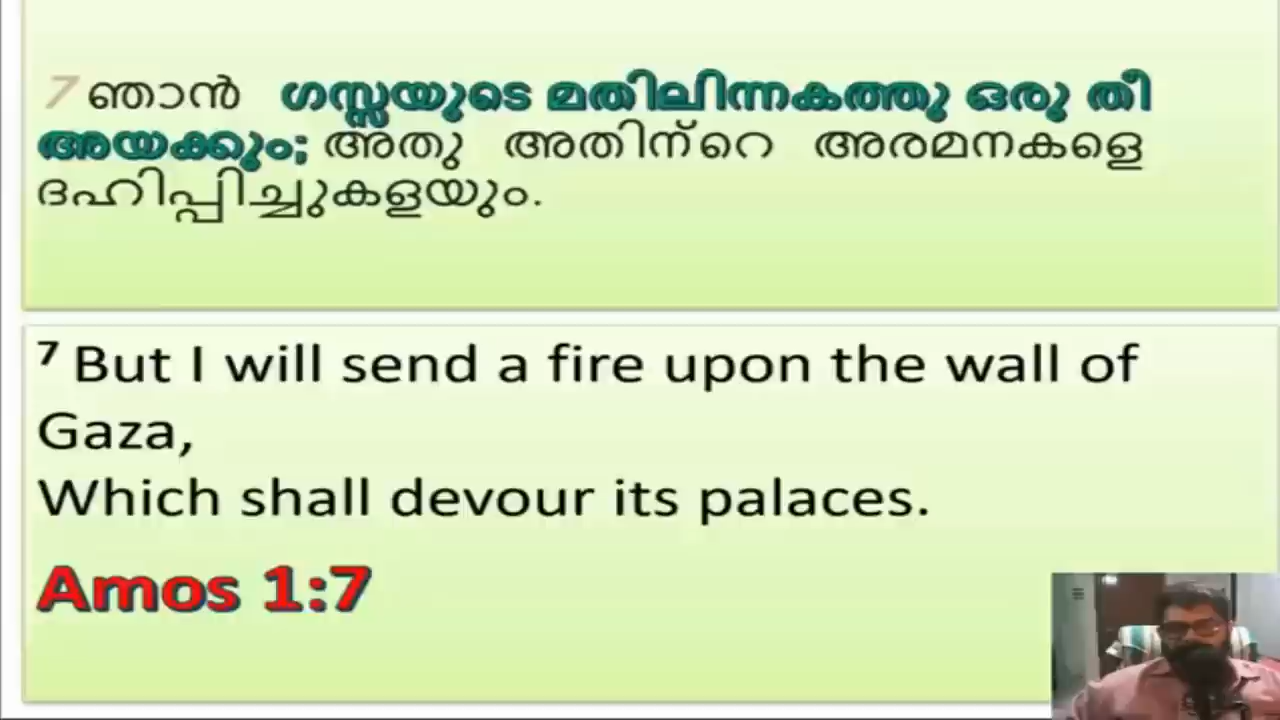 7 ഞാൻ ഗസ്സയുടെ മതിലിന്നകത്തു ഒരു തീ
അയക്കും; അതു അതിന്റെ അരമനകളെ
ദഹിപ്പിച്ചുകളയും.
7 But I will send a fire upon the wall of
Gaza,
Which shall devour its palaces.
Amos 1:7